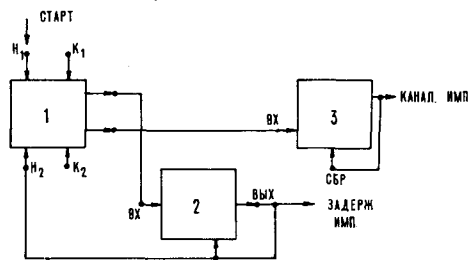 СТАРТ
Н1 К1
1
Н2 К2
ВХ
2
ВЫХ
ЗАДЕРЖ
ИМП.
ВХ
3
СБР
КАНАЛ. ИМП